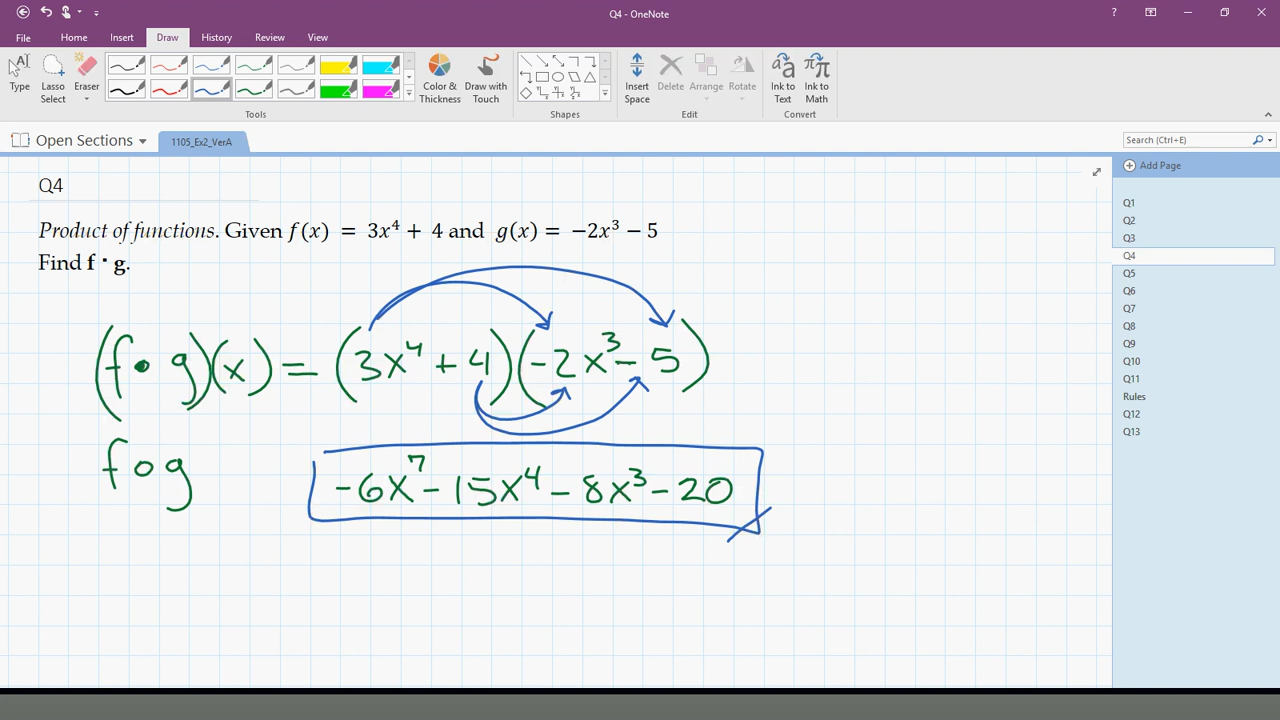 Q4 - OneNote
?
File Home Insert Draw History Review View
Type
Lasso Select
Eraser
Color & Thickness
Draw with Touch
Insert Space
Delete
Arrange
Rotate
Ink to Text
Ink to Math
Tools
Shapes
Edit
Convert
Open Sections
1105_Ex2_VerA
Search (Ctrl+E)
Add Page
Q4
Product of functions. Given f(x) = 3x⁴ + 4 and g(x) = −2x³ − 5
Find f · g.
(f • g)(x) = (3x⁴ + 4)(-2x³ - 5)
f o g
-6x⁷ - 15x⁴ - 8x³ - 20
Q1
Q2
Q3
Q4
Q5
Q6
Q7
Q8
Q9
Q10
Q11
Rules
Q12
Q13